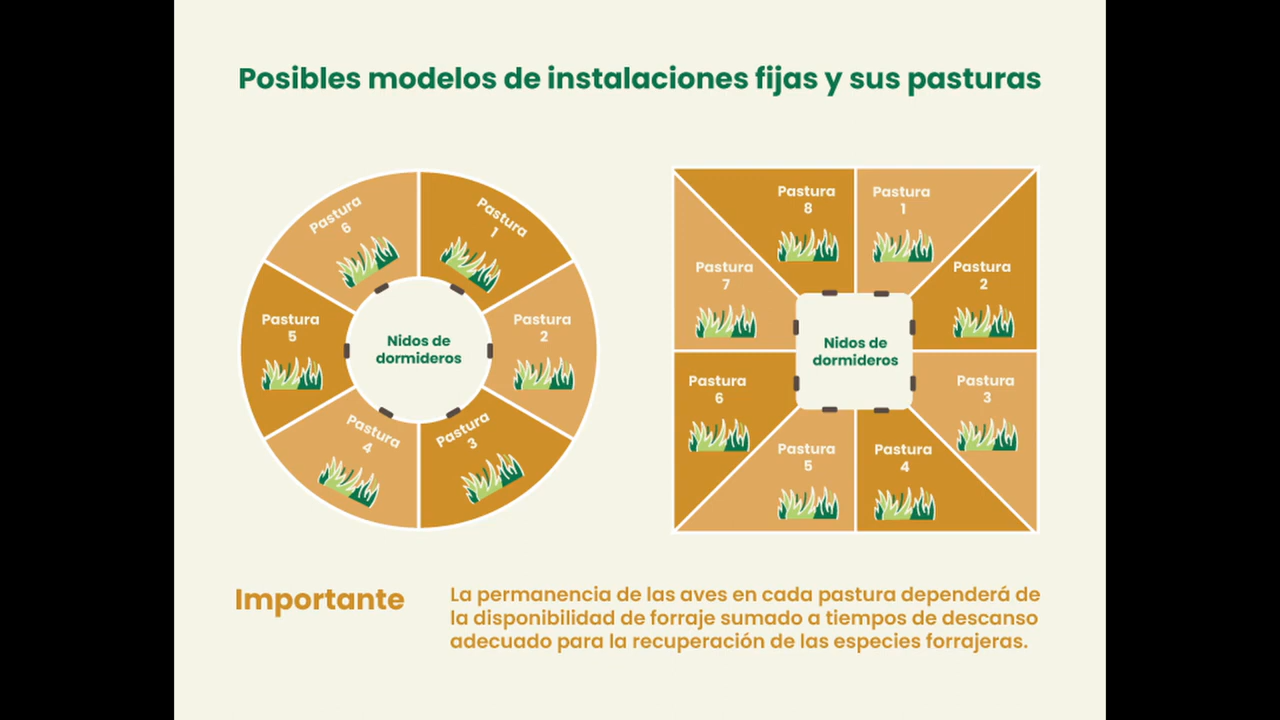 Posibles modelos de instalaciones fijas y sus pasturas
Pastura
6
Pastura
1
Pastura
5
Nidos de
dormideros
Pastura
2
Pastura
4
Pastura
3
Pastura
8
Pastura
1
Pastura
7
Pastura
2
Nidos de
dormideros
Pastura
6
Pastura
3
Pastura
5
Pastura
4
Importante
La permanencia de las aves en cada pastura dependerá de
la disponibilidad de forraje sumado a tiempos de descanso
adecuado para la recuperación de las especies forrajeras.